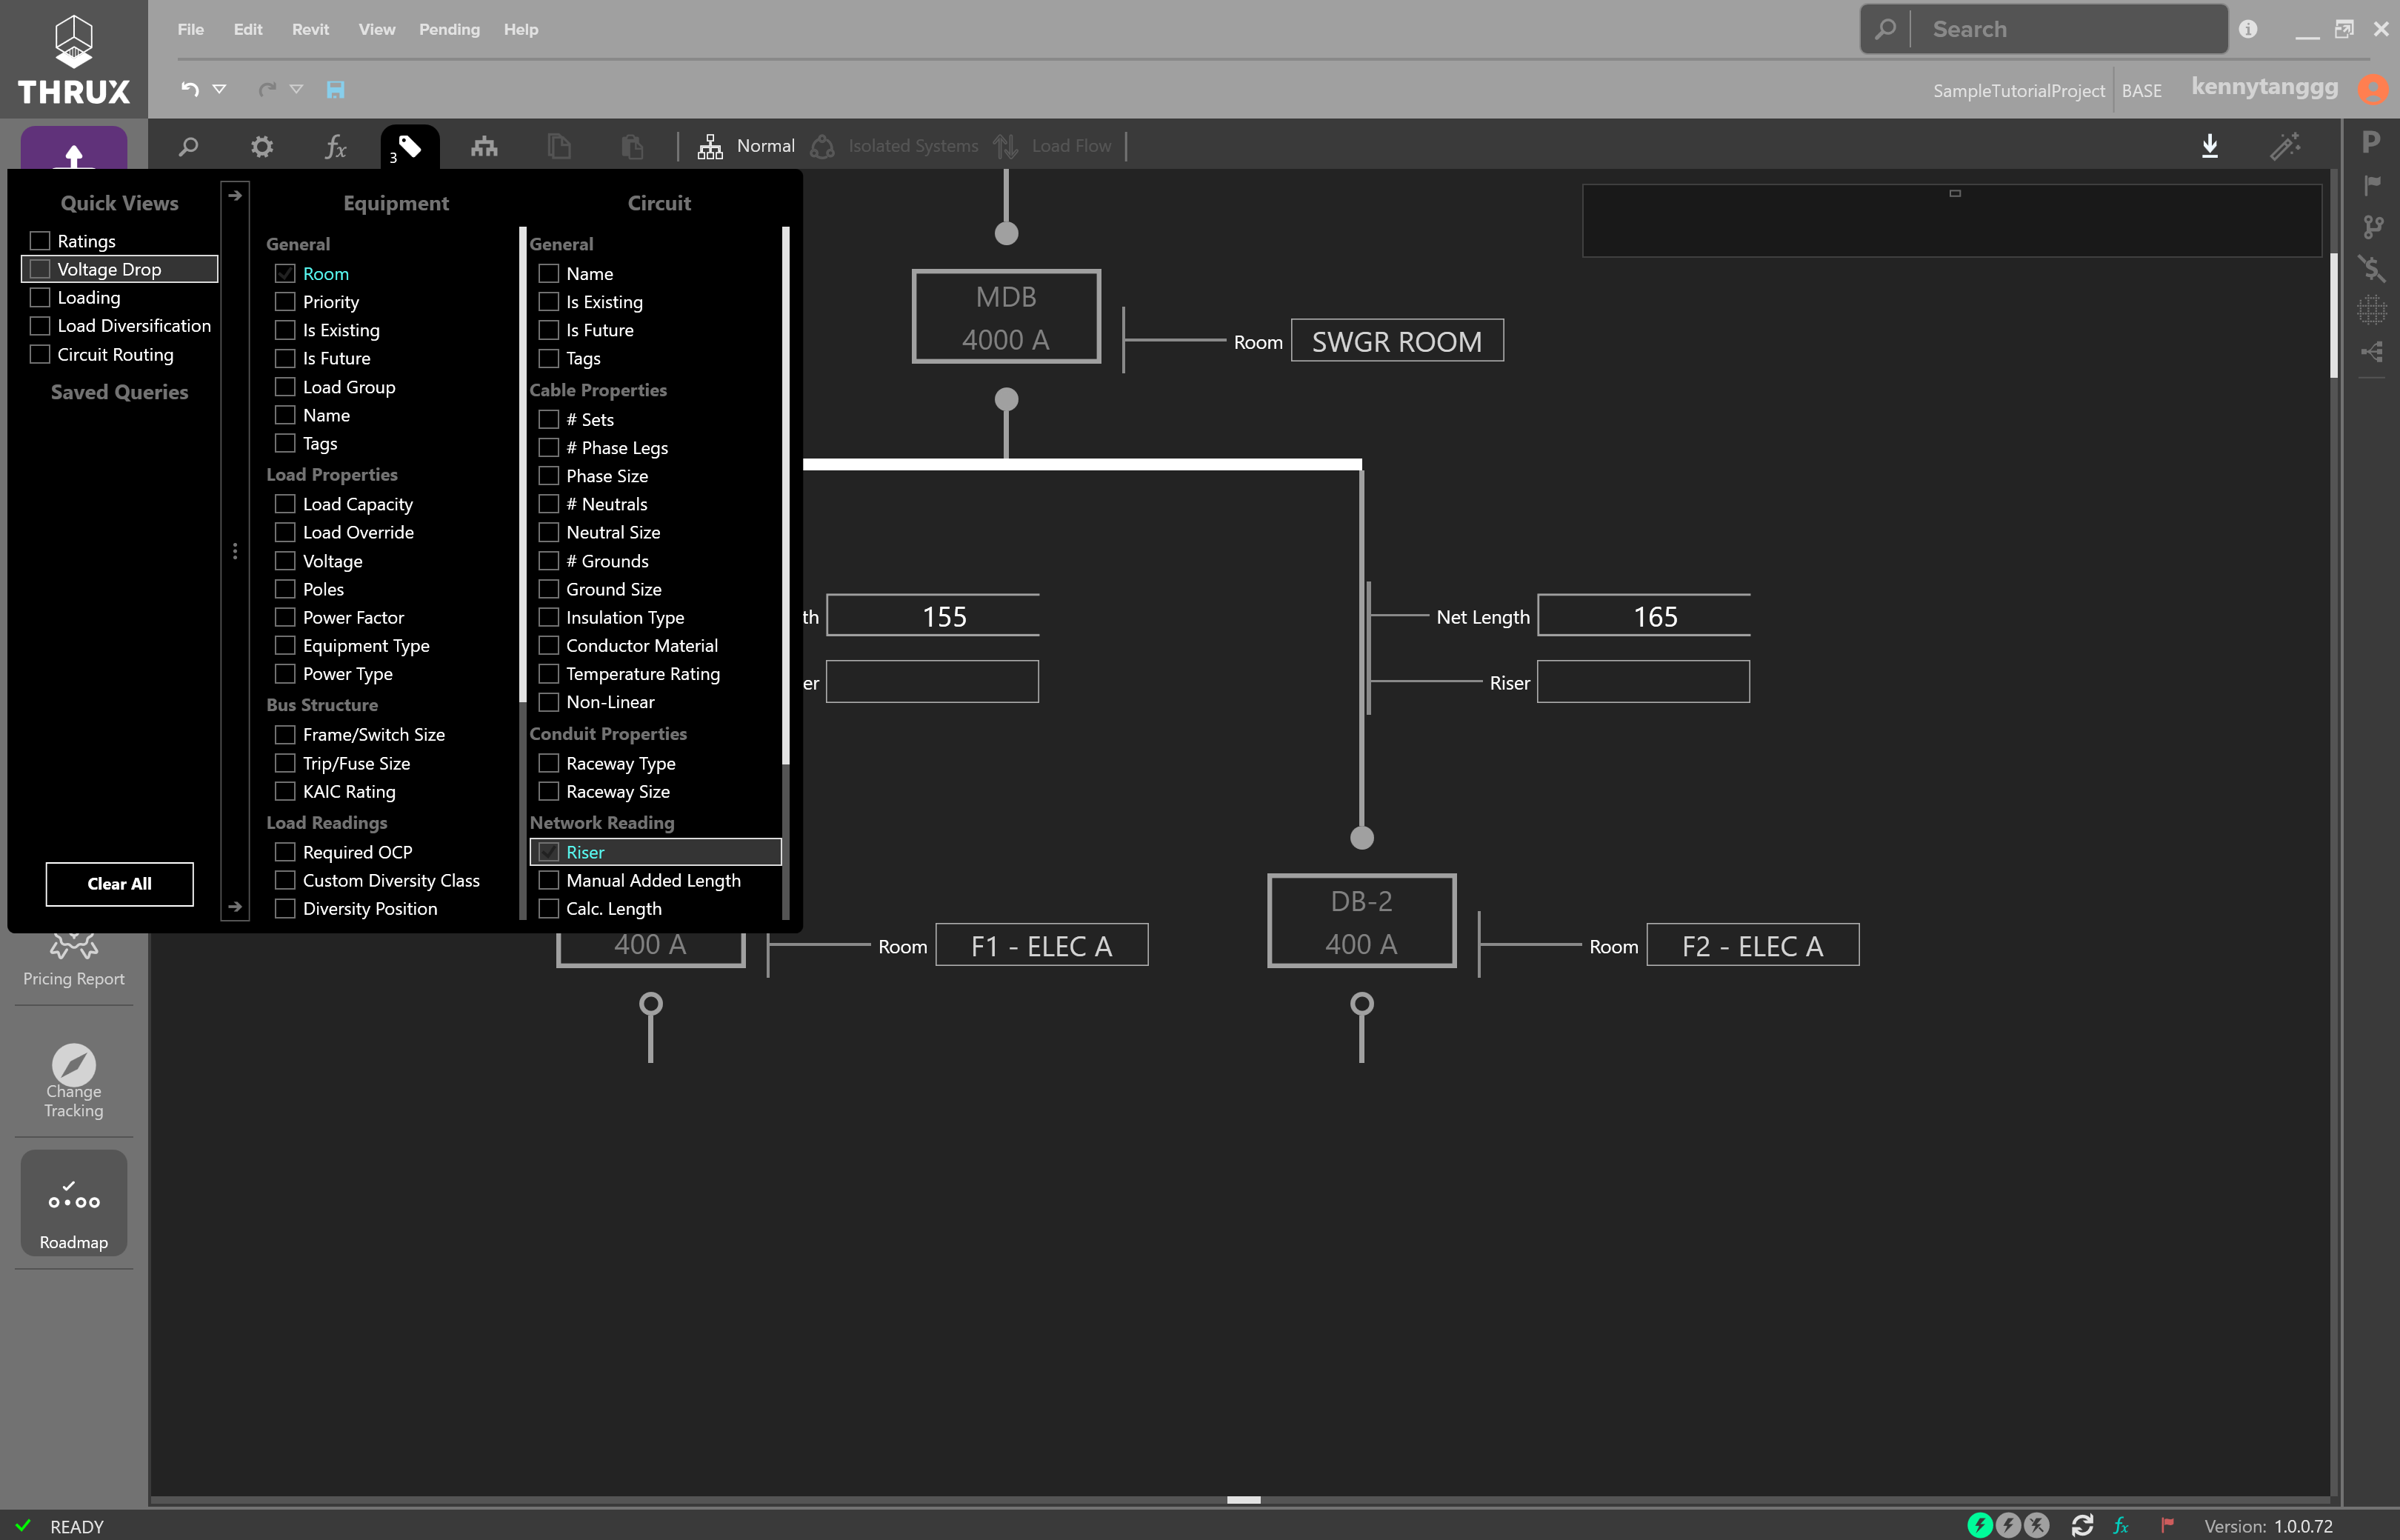 THRUX
File Edit Revit View Pending Help
Search
SampleTutorialProject BASE kennytanggg
3 Normal Isolated Systems Load Flow
P
Quick Views
Ratings
Voltage Drop
Loading
Load Diversification
Circuit Routing
Saved Queries
Clear All
Equipment
General
Room
Priority
Is Existing
Is Future
Load Group
Name
Tags
Load Properties
Load Capacity
Load Override
Voltage
Poles
Power Factor
Equipment Type
Power Type
Bus Structure
Frame/Switch Size
Trip/Fuse Size
KAIC Rating
Load Readings
Required OCP
Custom Diversity Class
Diversity Position
Circuit
General
Name
Is Existing
Is Future
Tags
Cable Properties
# Sets
# Phase Legs
Phase Size
# Neutrals
Neutral Size
# Grounds
Ground Size
Insulation Type
Conductor Material
Temperature Rating
Non-Linear
Conduit Properties
Raceway Type
Raceway Size
Network Reading
Riser
Manual Added Length
Calc. Length
MDB
4000 A
Room SWGR ROOM
th 155
er
Net Length 165
Riser
400 A
Room F1 - ELEC A
DB-2
400 A
Room F2 - ELEC A
Pricing Report
Change
Tracking
Roadmap
READY
fx
Version: 1.0.0.72